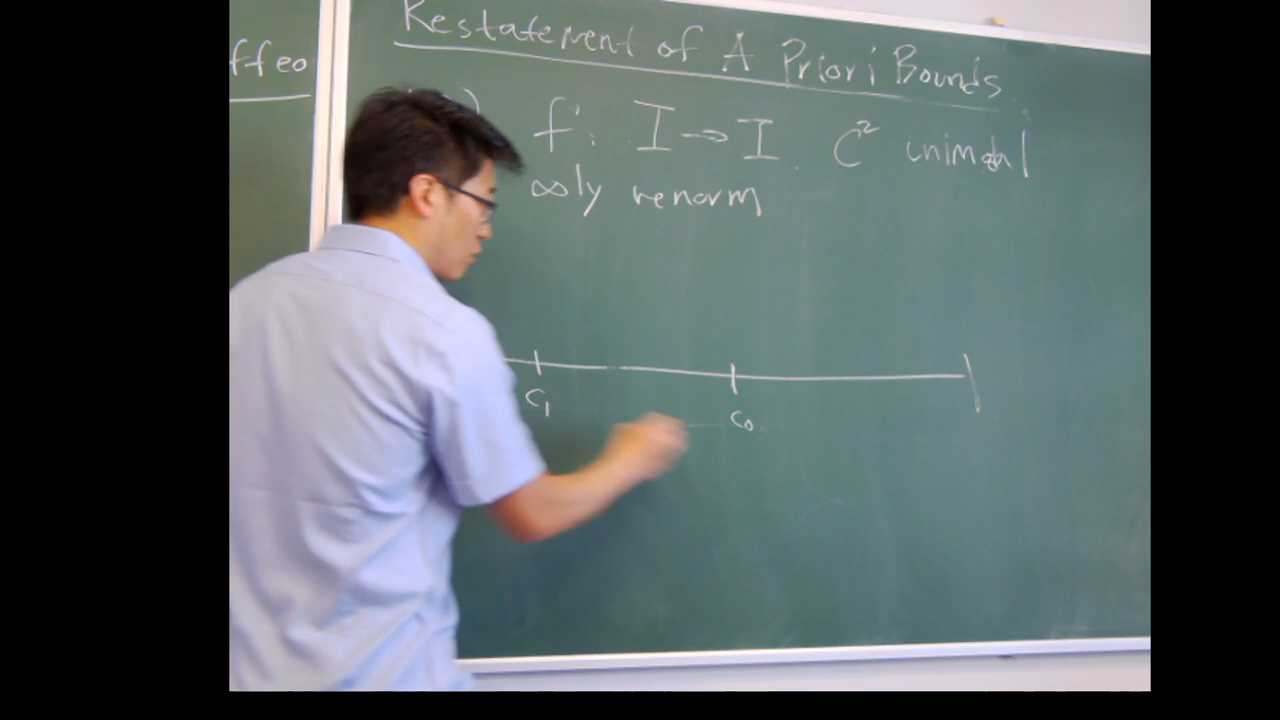 ffeo
Restatement of A Priori Bounds
) f: I → I. C² unimodal
∞ly renorm
c₁ c₀